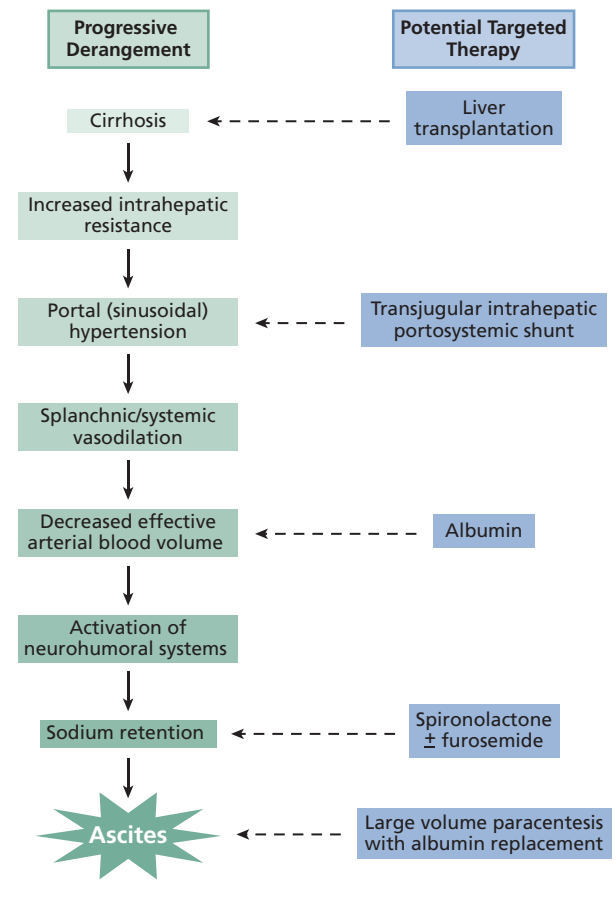 Progressive
Derangement
Potential Targeted
Therapy
Cirrhosis
Liver
transplantation
Increased intrahepatic
resistance
Portal (sinusoidal)
hypertension
Transjugular intrahepatic
portosystemic shunt
Splanchnic/systemic
vasodilation
Decreased effective
arterial blood volume
Albumin
Activation of
neurohumoral systems
Sodium retention
Spironolactone
± furosemide
Ascites
Large volume paracentesis
with albumin replacement